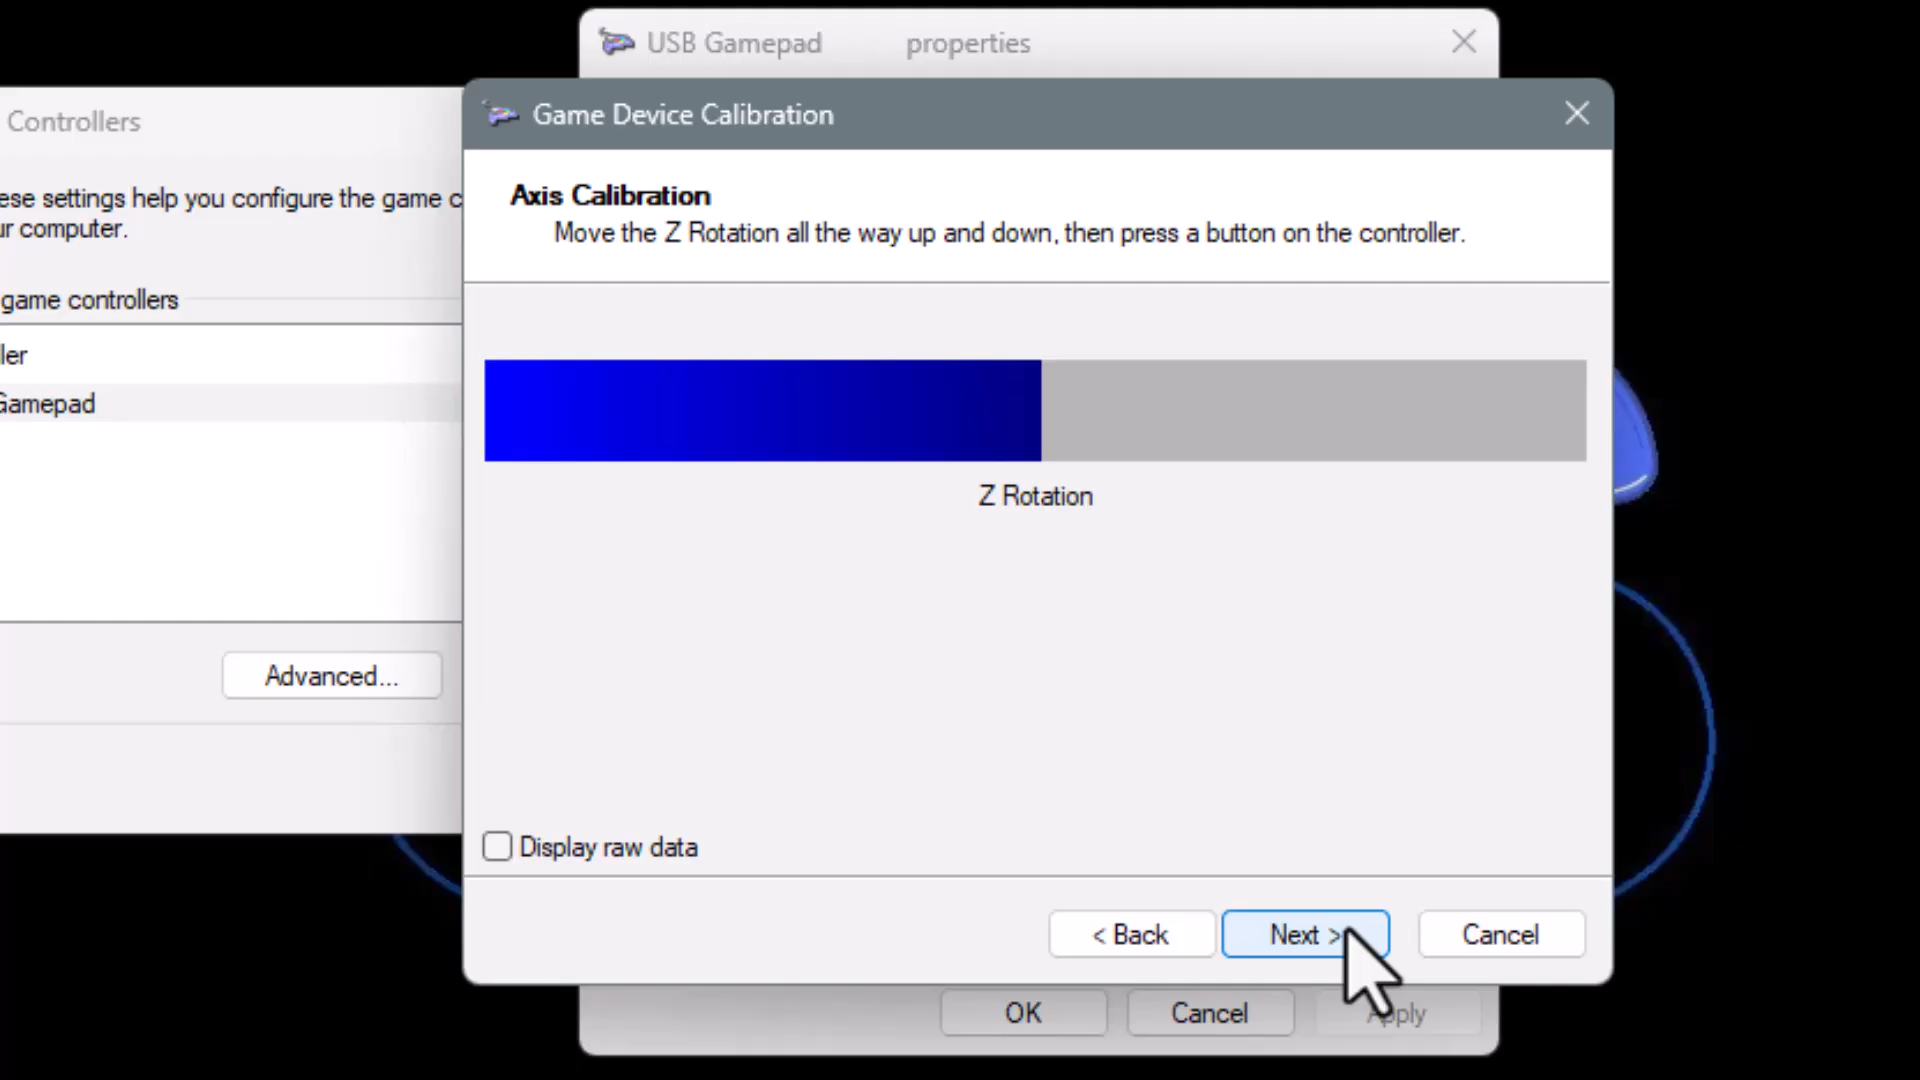 USB Gamepad properties
Game Device Calibration
Controllers
Axis Calibration
Move the Z Rotation all the way up and down, then press a button on the controller.
ese settings help you configure the game c
ur computer.
game controllers
ler
Gamepad
Z Rotation
Advanced...
Display raw data
< Back
Next >
Cancel
OK
Cancel
Apply